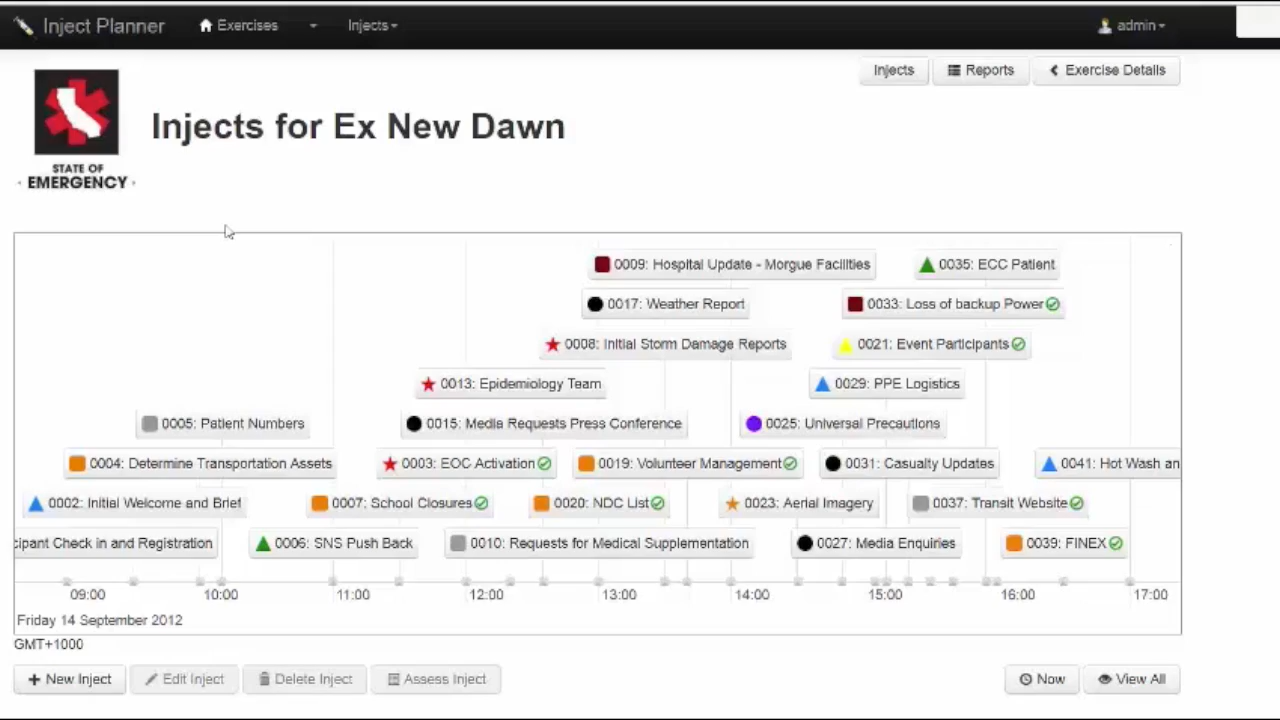 Inject Planner Exercises Injects admin
Injects Reports Exercise Details
STATE OF
EMERGENCY
Injects for Ex New Dawn
0009: Hospital Update - Morgue Facilities 0035: ECC Patient
0017: Weather Report 0033: Loss of backup Power
0008: Initial Storm Damage Reports 0021: Event Participants
0013: Epidemiology Team 0029: PPE Logistics
0005: Patient Numbers 0015: Media Requests Press Conference 0025: Universal Precautions
0004: Determine Transportation Assets 0003: EOC Activation 0019: Volunteer Management 0031: Casualty Updates 0041: Hot Wash an
0002: Initial Welcome and Brief 0007: School Closures 0020: NDC List 0023: Aerial Imagery 0037: Transit Website
cipant Check in and Registration 0006: SNS Push Back 0010: Requests for Medical Supplementation 0027: Media Enquiries 0039: FINEX
09:00 10:00 11:00 12:00 13:00 14:00 15:00 16:00 17:00
Friday 14 September 2012
GMT+1000
New Inject Edit Inject Delete Inject Assess Inject Now View All